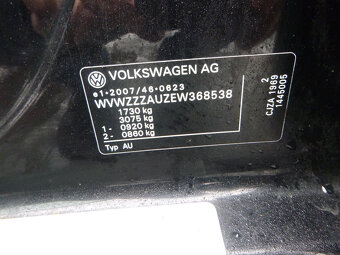 VOLKSWAGEN AG
e1*2007/46*0623
WVWZZZAUZEW368538
1730 kg
3075 kg
1- 0920 kg
2- 0860 kg
Typ AU
2
CJZA 1969
1445005